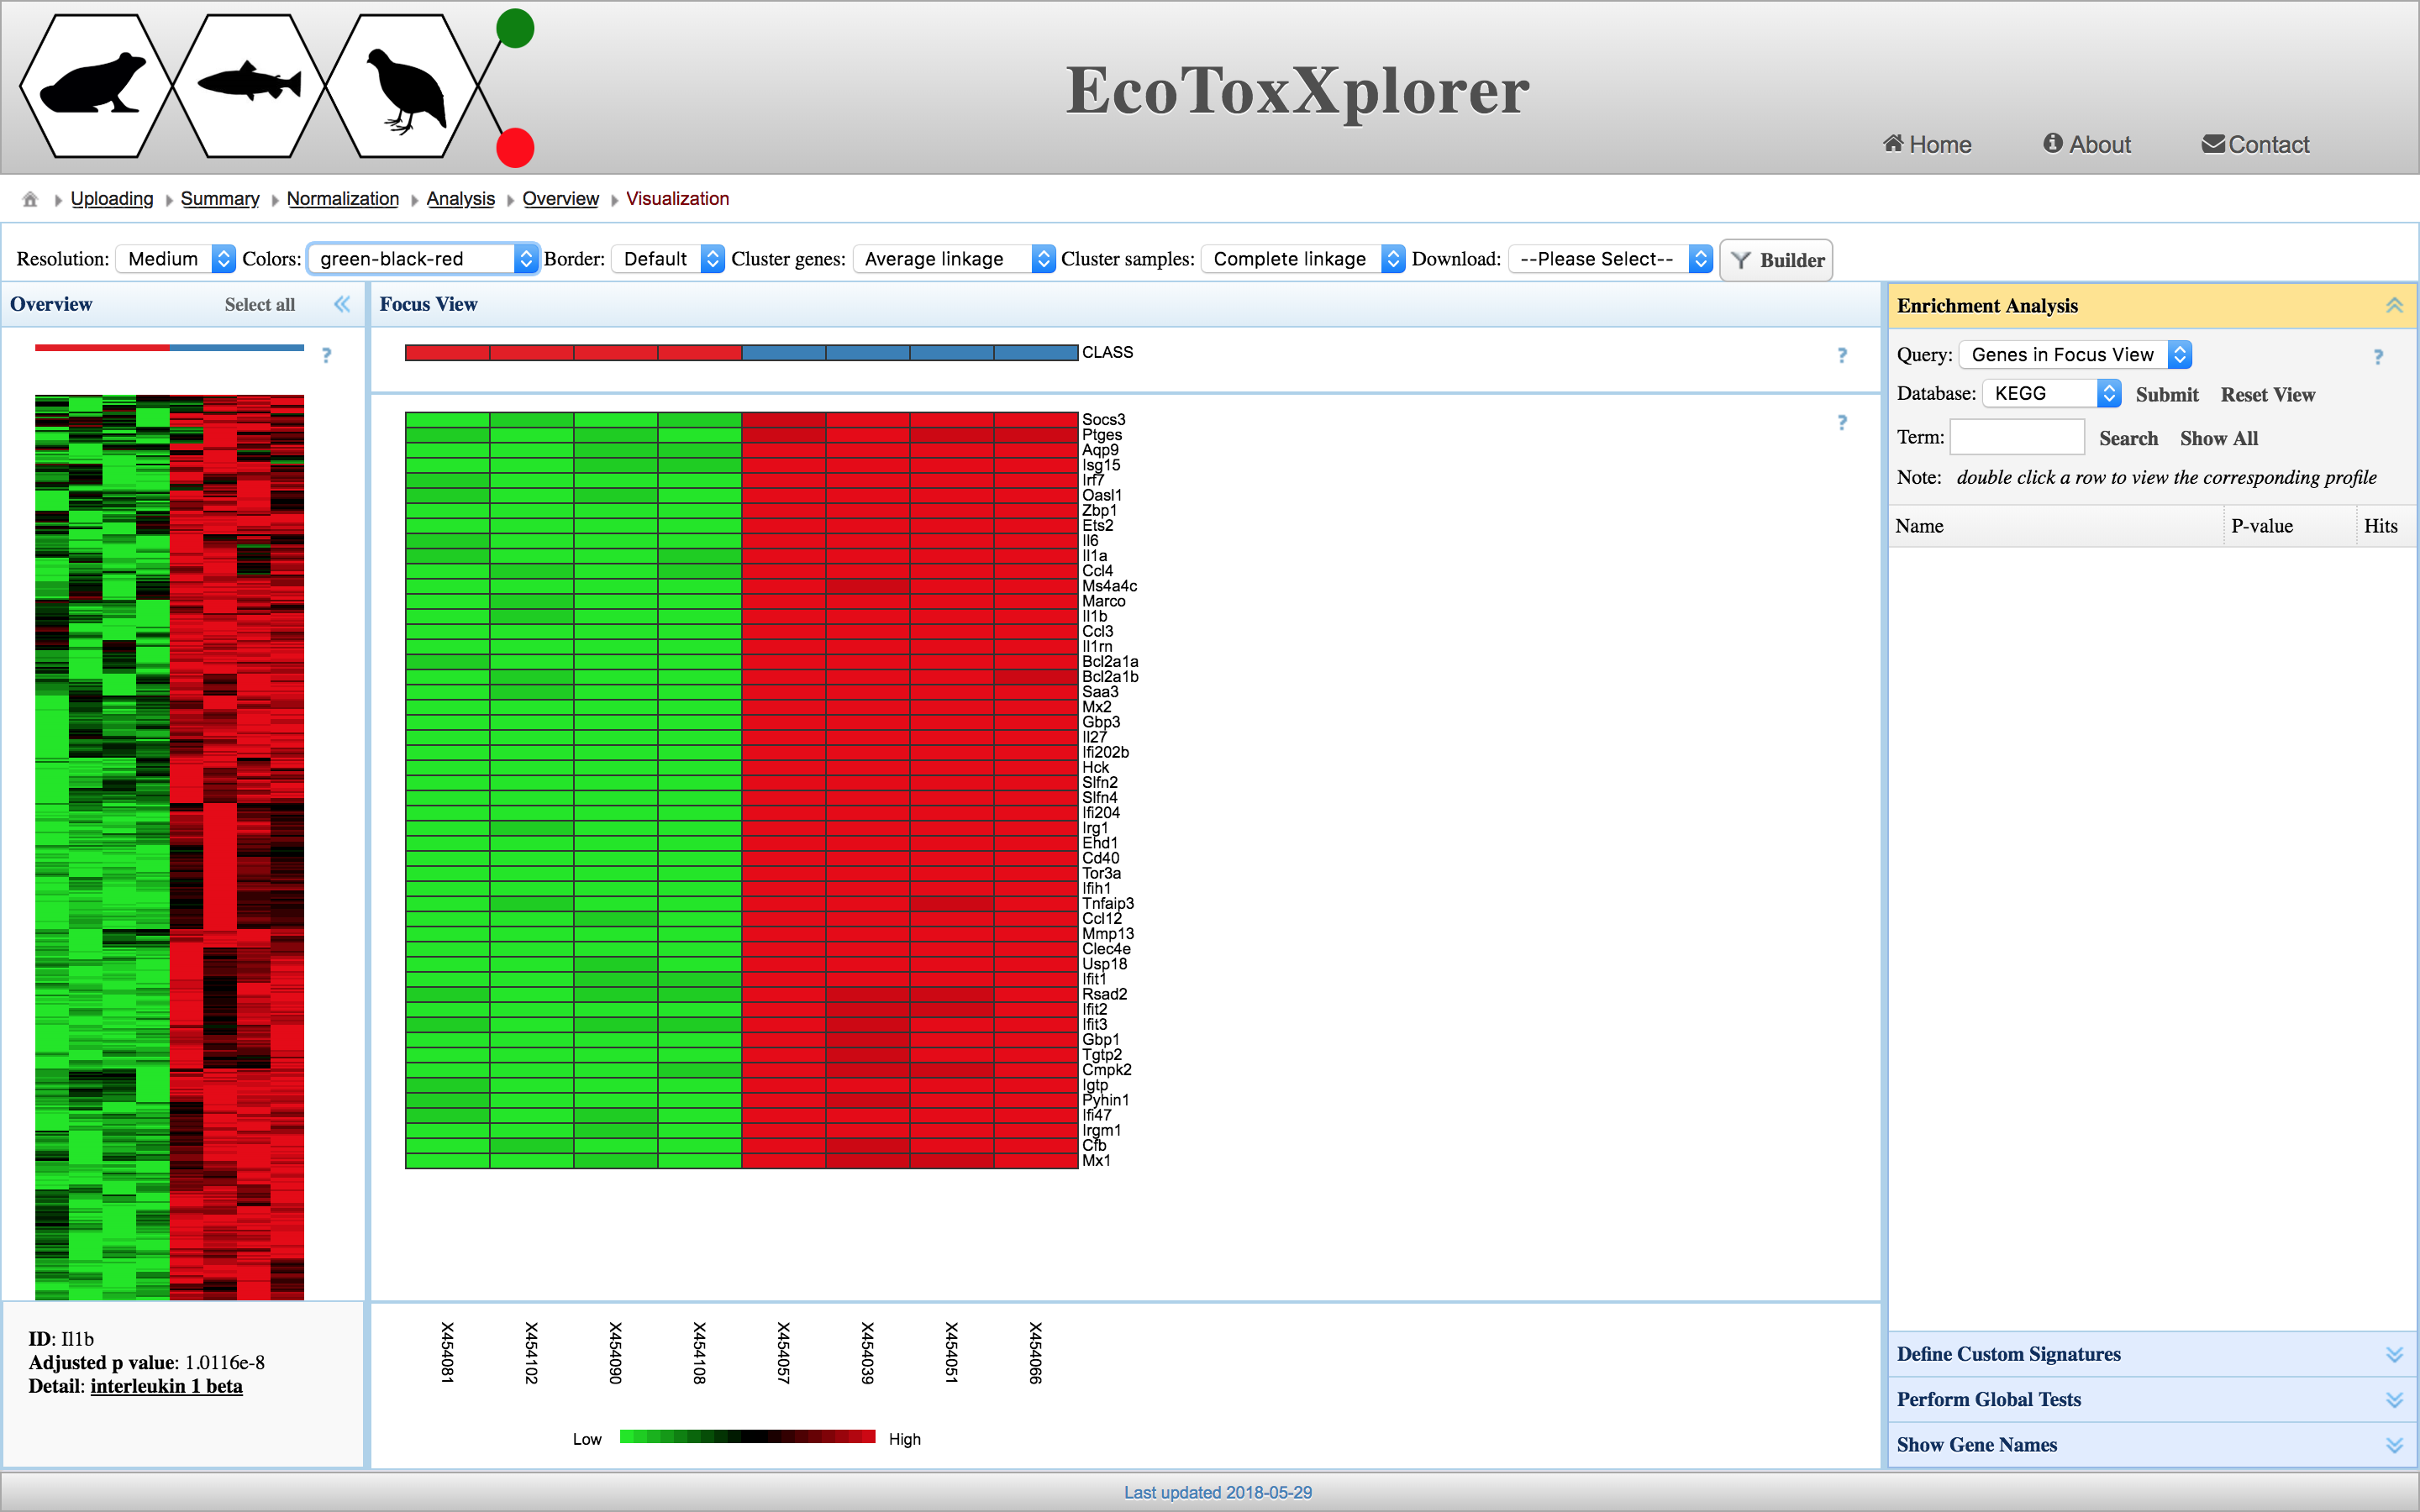 EcoToxXplorer
Home About Contact
Uploading Summary Normalization Analysis Overview Visualization
Resolution: Medium Colors: green-black-red Border: Default Cluster genes: Average linkage Cluster samples: Complete linkage Download: --Please Select-- Builder
Overview Select all
?
Focus View
CLASS
?
?
Socs3
Ptges
Aqp9
Isg15
Irf7
Oasl1
Zbp1
Ets2
Il6
Il1a
Ccl4
Ms4a4c
Marco
Il1b
Ccl3
Il1rn
Bcl2a1a
Bcl2a1b
Saa3
Mx2
Gbp3
Il27
Ifi202b
Hck
Slfn2
Slfn4
Ifi204
Irg1
Ehd1
Cd40
Tor3a
Ifih1
Tnfaip3
Ccl12
Mmp13
Clec4e
Usp18
Ifit1
Rsad2
Ifit2
Ifit3
Gbp1
Tgtp2
Cmpk2
Igtp
Pyhin1
Ifi47
Irgm1
Cfb
Mx1
X454081
X454102
X454090
X454108
X454057
X454039
X454051
X454066
Low High
Enrichment Analysis
Query: Genes in Focus View ?
Database: KEGG Submit Reset View
Term: Search Show All
Note: double click a row to view the corresponding profile
Name P-value Hits
Define Custom Signatures
Perform Global Tests
Show Gene Names
ID: Il1b
Adjusted p value: 1.0116e-8
Detail: interleukin 1 beta
Last updated 2018-05-29